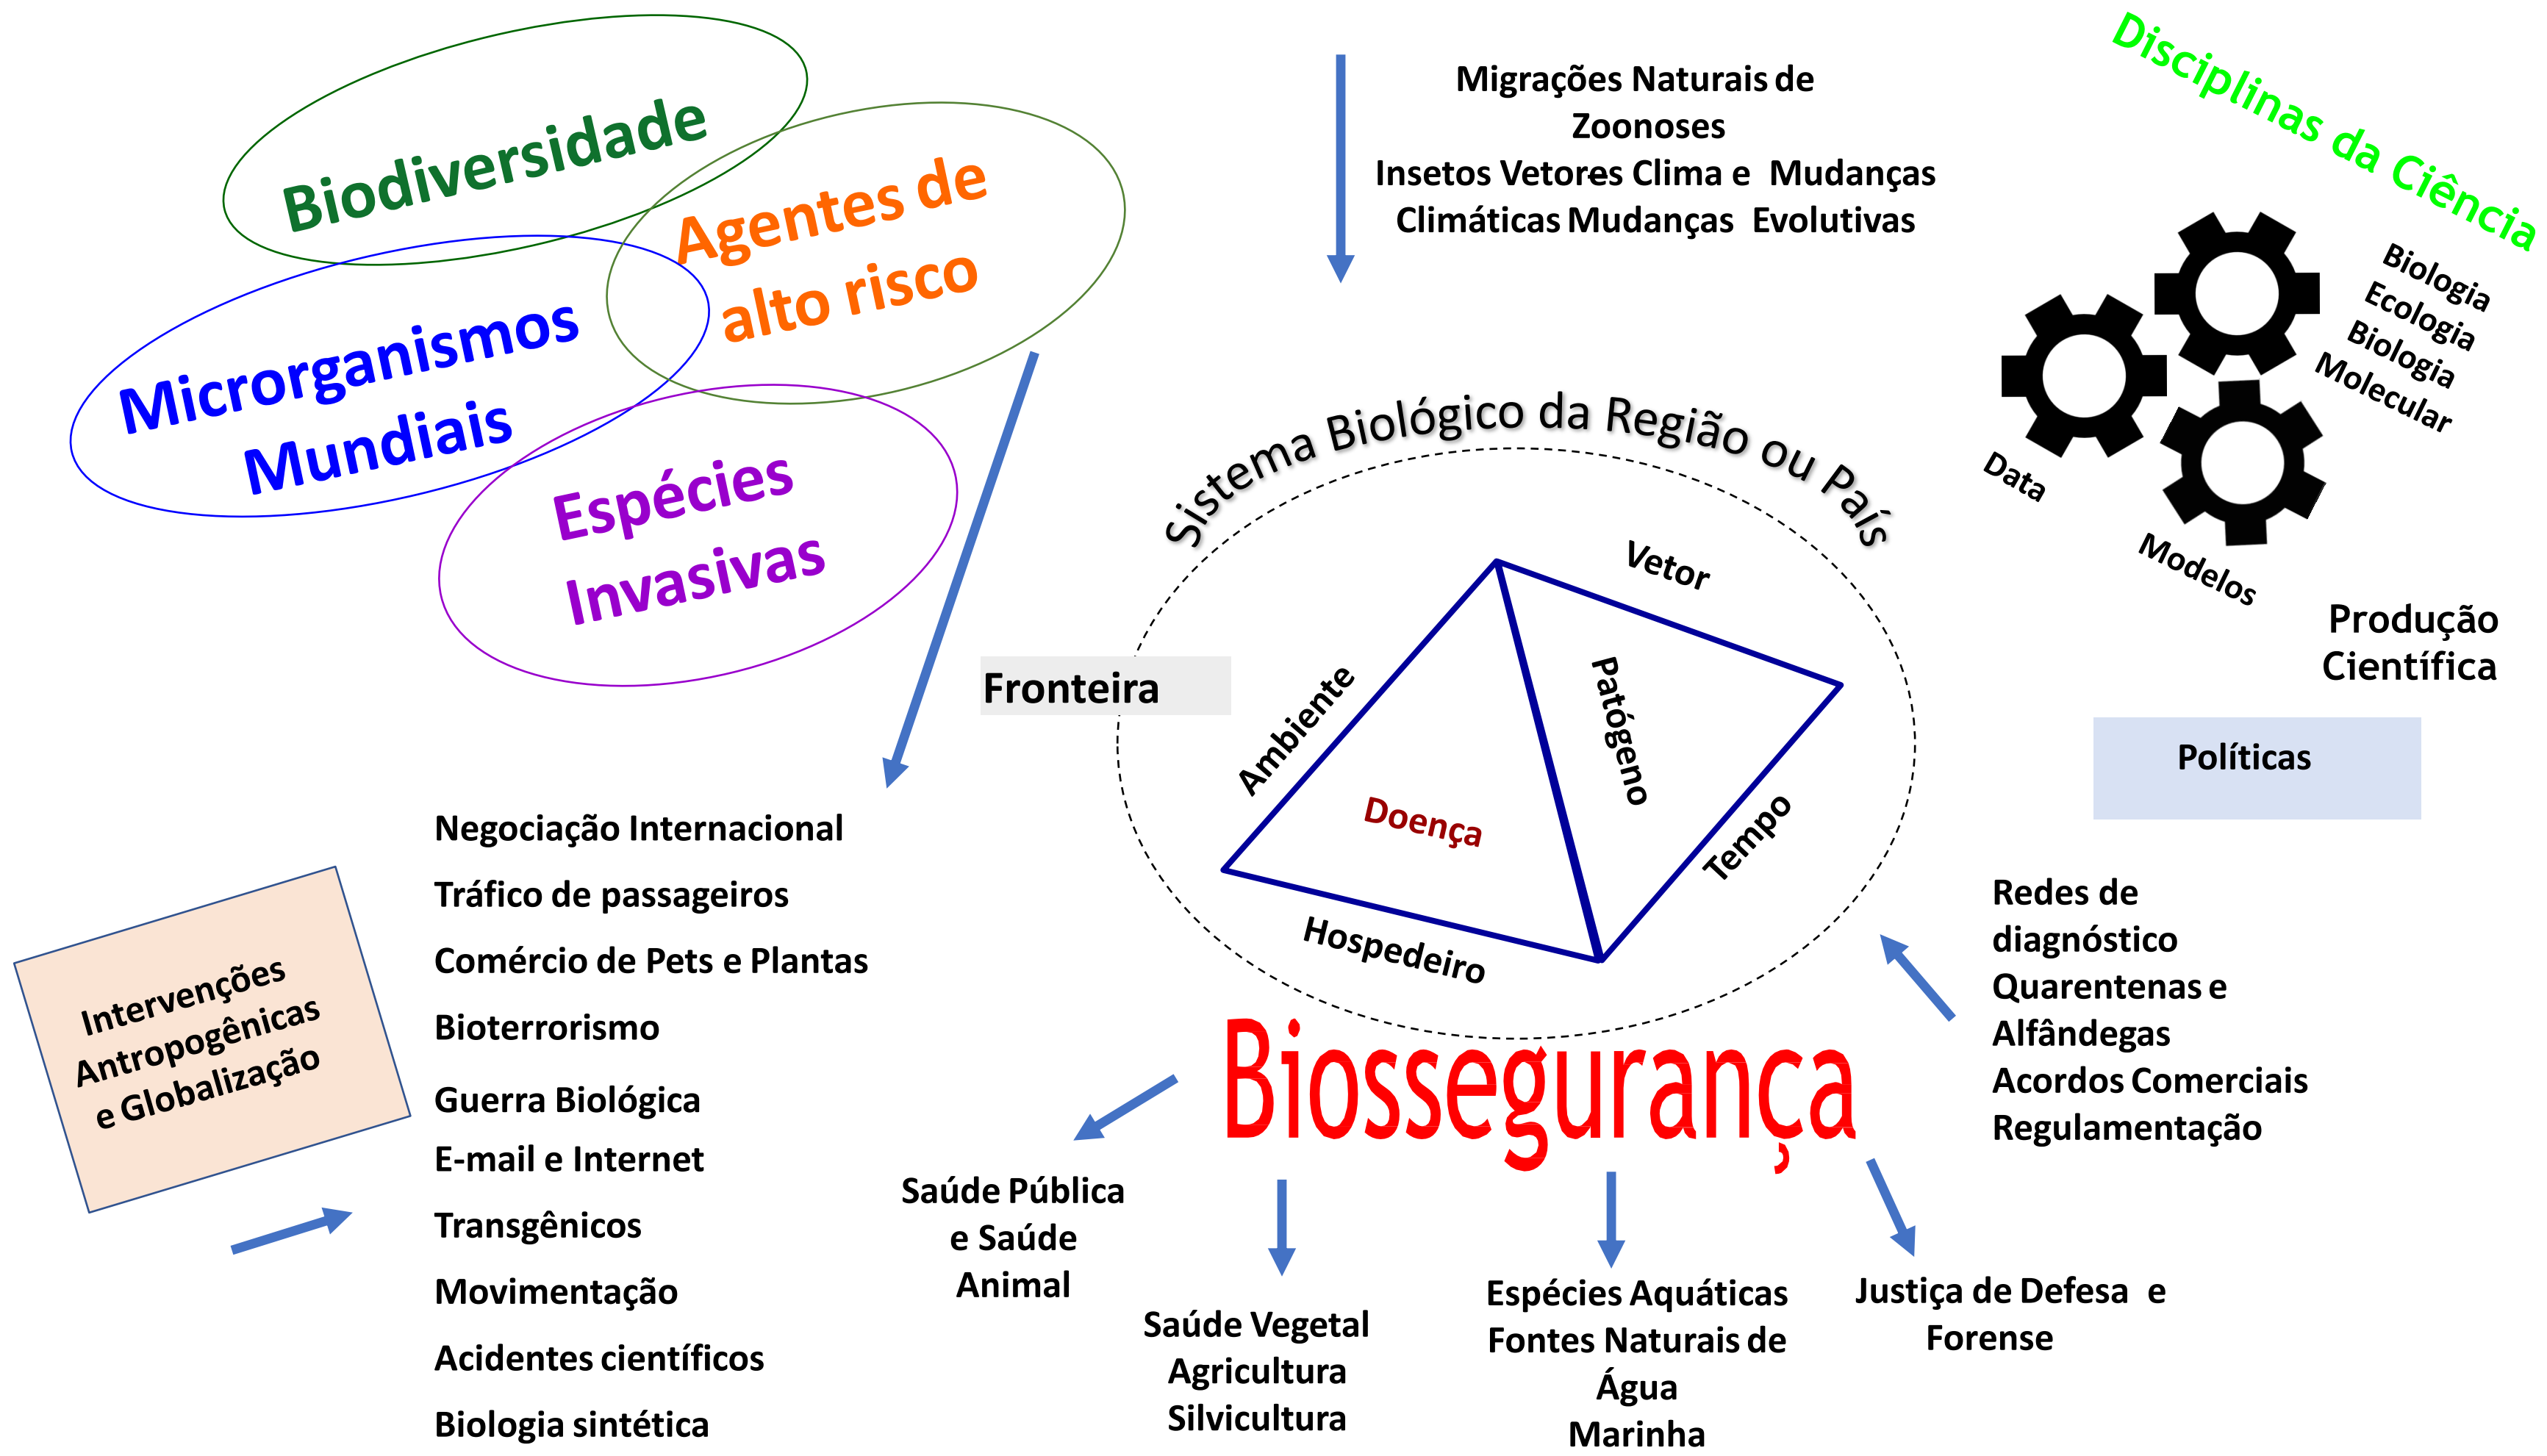 Biodiversidade
Agentes de
alto risco
Microrganismos
Mundiais
Espécies
Invasivas
Migrações Naturais de
Zoonoses
Insetos Vetores Clima e Mudanças
Climáticas Mudanças Evolutivas
Disciplinas da Ciência
Biologia
Ecologia
Biologia
Molecular
Data
Modelos
Produção
Científica
Políticas
Sistema Biológico da Região ou País
Fronteira
Vetor
Ambiente
Patógeno
Doença
Tempo
Hospedeiro
Intervenções
Antropogênicas
e Globalização
Negociação Internacional
Tráfico de passageiros
Comércio de Pets e Plantas
Bioterrorismo
Guerra Biológica
E-mail e Internet
Transgênicos
Movimentação
Acidentes científicos
Biologia sintética
Redes de
diagnóstico
Quarentenas e
Alfândegas
Acordos Comerciais
Regulamentação
Biossegurança
Saúde Pública
e Saúde
Animal
Saúde Vegetal
Agricultura
Silvicultura
Espécies Aquáticas
Fontes Naturais de
Água
Marinha
Justiça de Defesa e
Forense